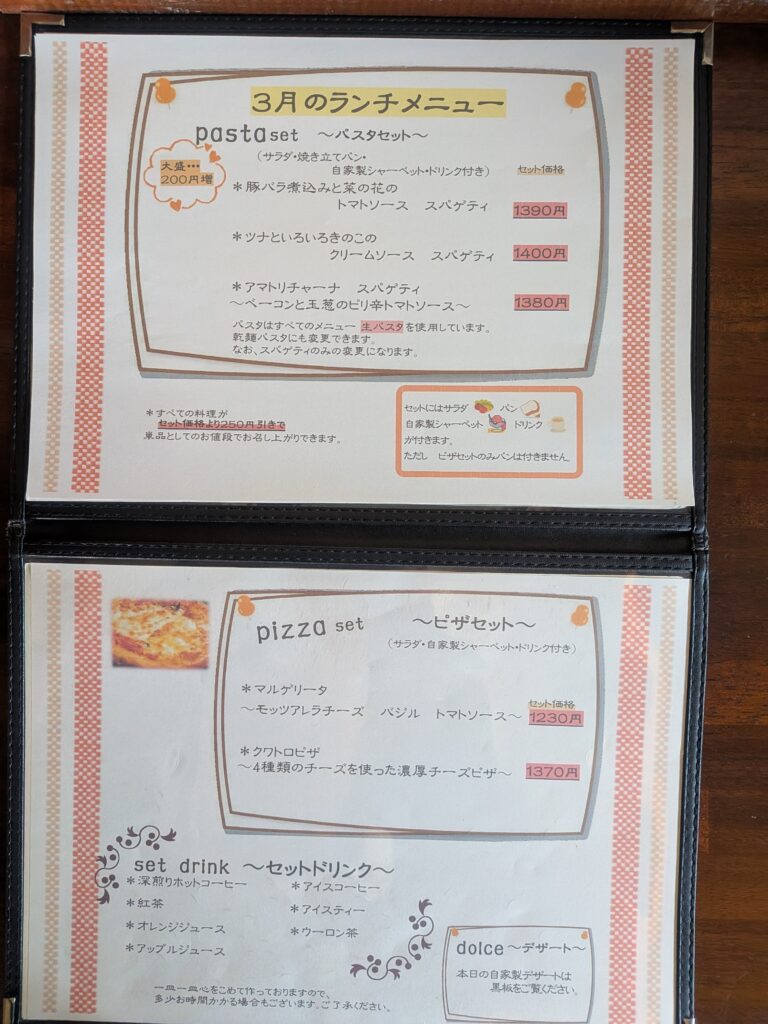 3月のランチメニュー
pasta set ～パスタセット～
大盛…
200円増
(サラダ・焼き立てパン・
自家製シャーベット・ドリンク付き)
セット価格
＊豚バラ煮込みと菜の花の
トマトソース スパゲティ 1390円
＊ツナといろいろきのこの
クリームソース スパゲティ 1400円
＊アマトリチャーナ スパゲティ
～ベーコンと玉葱のピリ辛トマトソース～ 1380円
パスタはすべてのメニュー 生パスタを使用しています。
乾麺パスタにも変更できます。
なお、スパゲティのみの変更になります。
＊すべての料理が
セット価格より250円引きで
単品としてのお値段でお召し上がりできます。
セットにはサラダ パン
自家製シャーベット ドリンク
が付きます。
ただし ピザセットのみパンは付きません。
pizza set ～ピザセット～
(サラダ・自家製シャーベット・ドリンク付き)
＊マルゲリータ
セット価格
～モッツアレラチーズ バジル トマトソース～ 1230円
＊クワトロピザ
～4種類のチーズを使った濃厚チーズピザ～ 1370円
set drink ～セットドリンク～
＊深煎りホットコーヒー
＊紅茶
＊オレンジジュース
＊アップルジュース
＊アイスコーヒー
＊アイスティー
＊ウーロン茶
dolce ～デザート～
本日の自家製デザートは
黒板をご覧ください。
一皿一皿心をこめて作っておりますので、
多少お時間かかる場合もございます。ご了承ください。